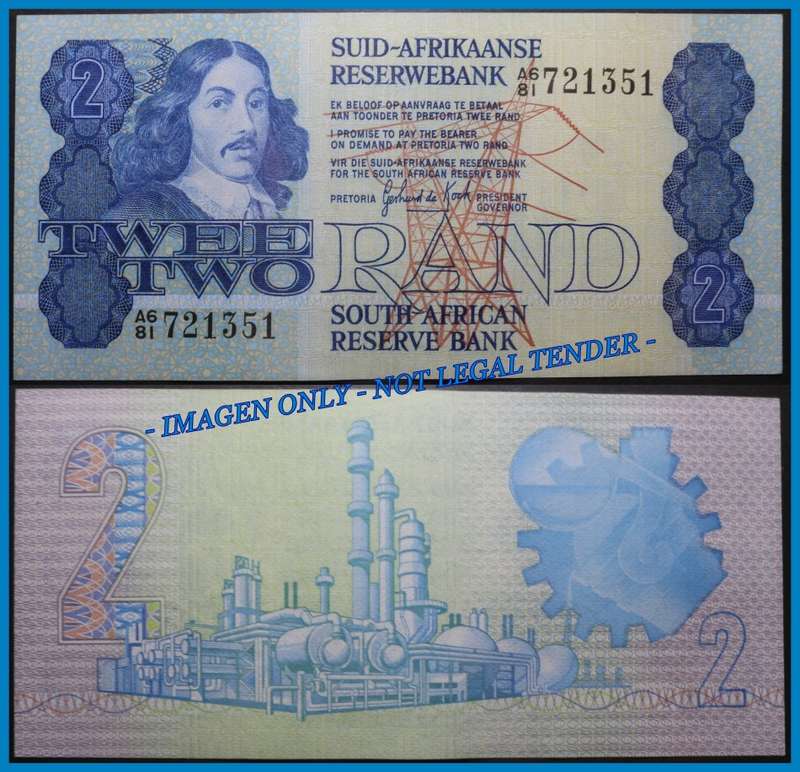 2
SUID-AFRIKAANSE
RESERWEBANK
A6
81 721351
EK BELOOF OP AANVRAAG TE BETAAL
AAN TOONDER TE PRETORIA TWEE RAND
I PROMISE TO PAY THE BEARER
ON DEMAND AT PRETORIA TWO RAND
VIR DIE SUID-AFRIKAANSE RESERWEBANK
FOR THE SOUTH AFRICAN RESERVE BANK
PRETORIA Gerhard de Kock PRESIDENT
GOVERNOR
TWEE
TWO RAND
2
A6
81 721351
SOUTH-AFRICAN
RESERVE BANK
- IMAGEN ONLY - NOT LEGAL TENDER -
2
2